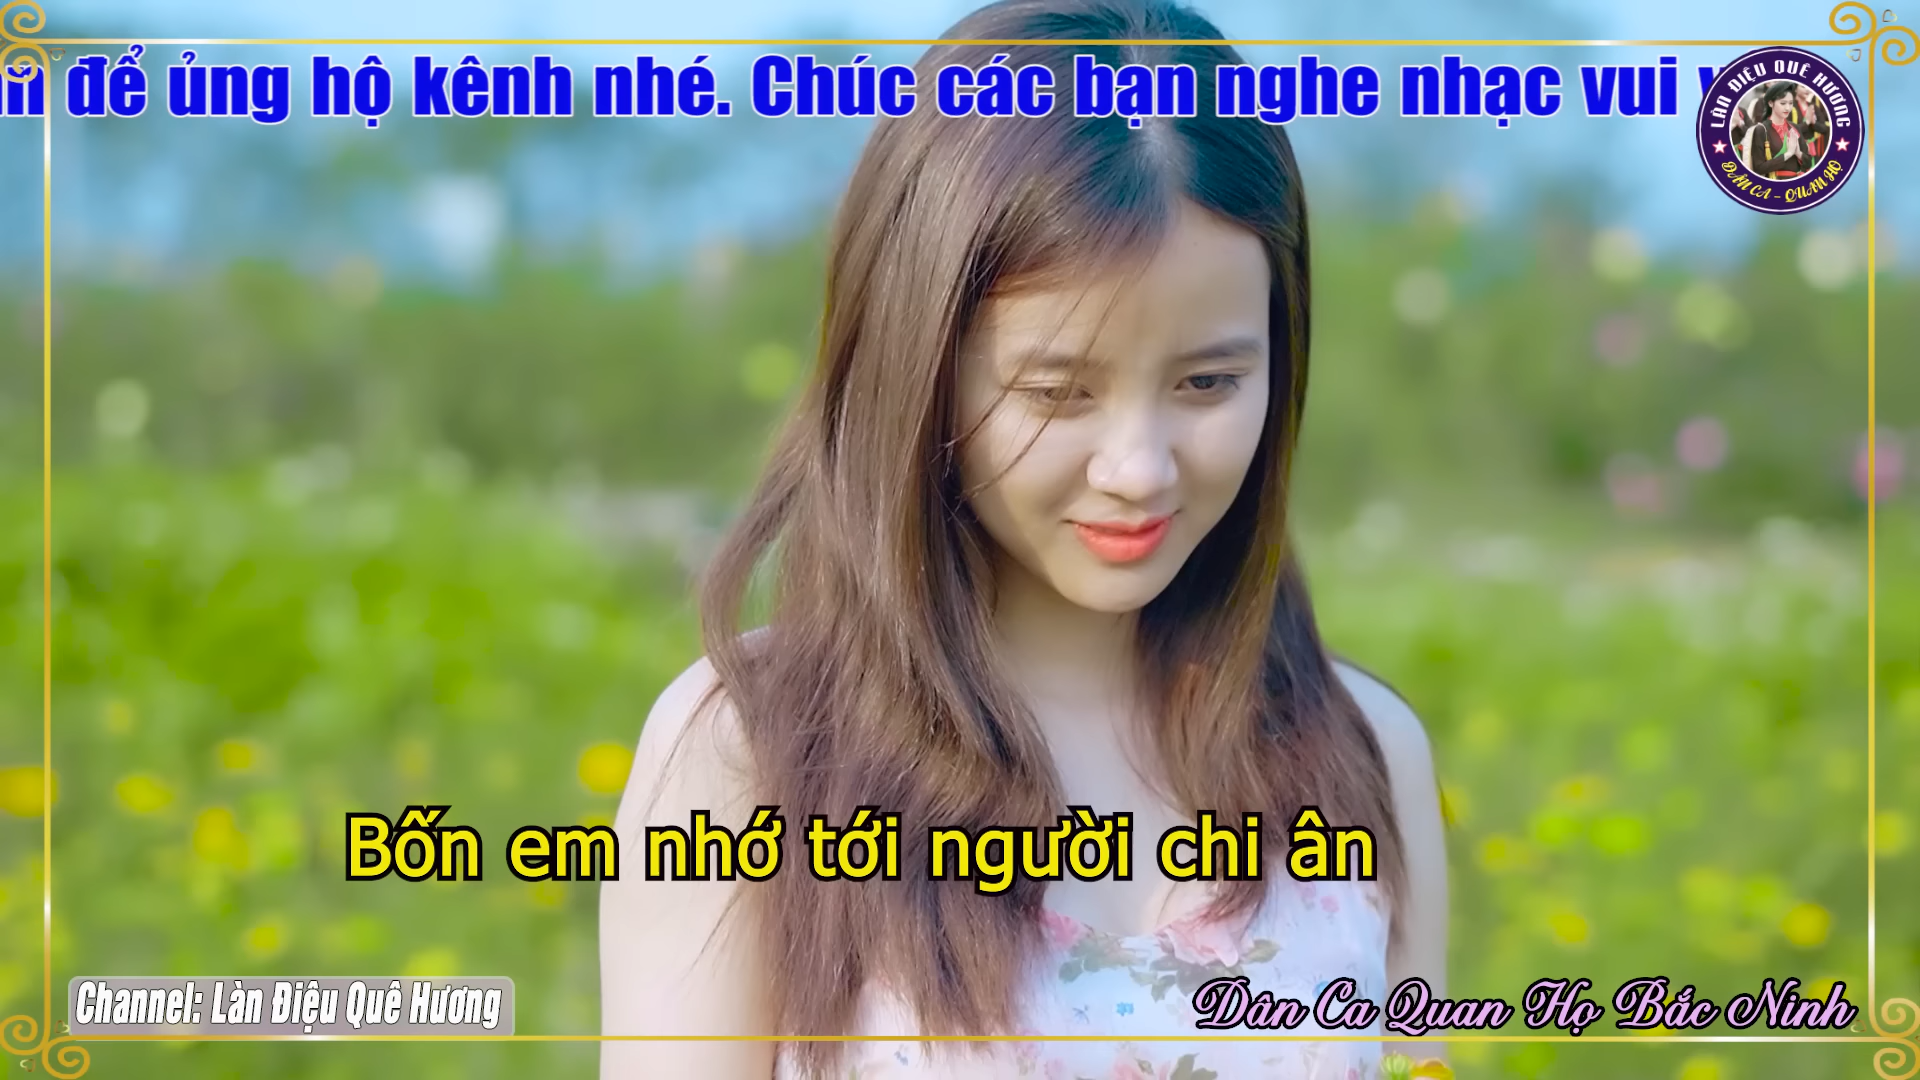 để ủng hộ kênh nhé. Chúc các bạn nghe nhạc vui
LÀN ĐIỆU QUÊ HƯƠNG
DÂN CA - QUAN HỌ
Bốn em nhớ tới người chi ân
Channel: Làn Điệu Quê Hương
Dân Ca Quan Họ Bắc Ninh